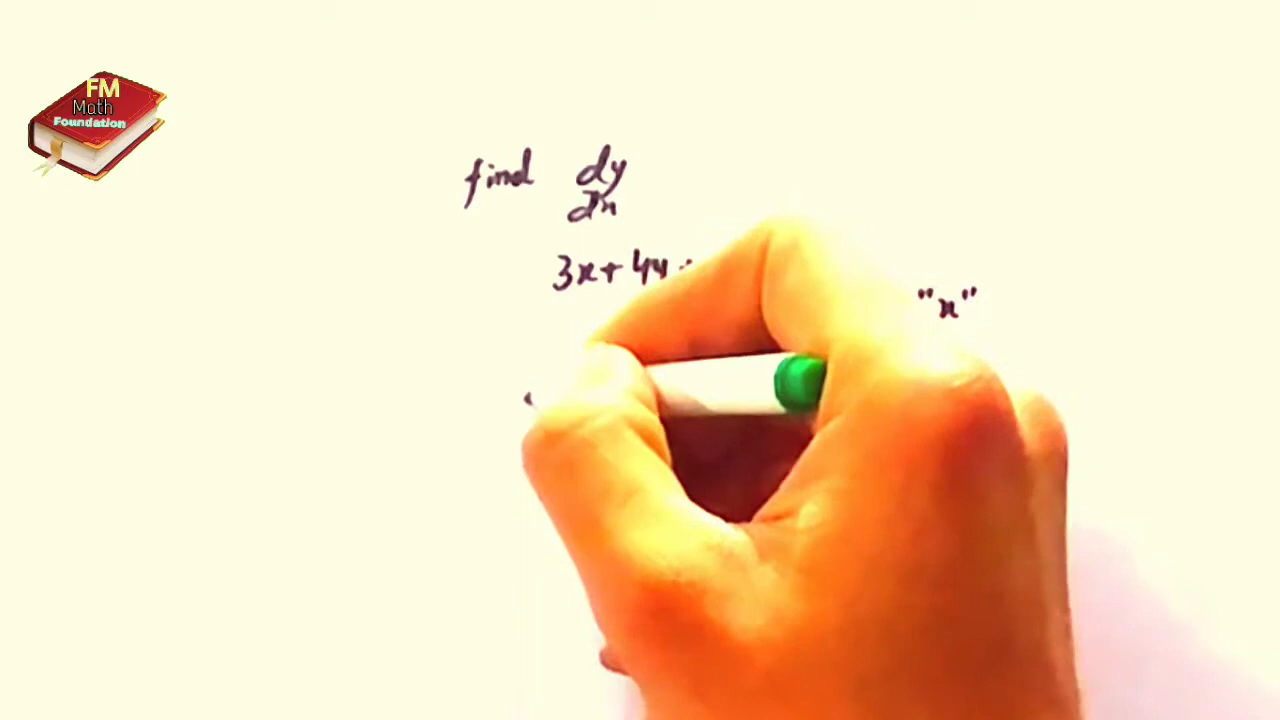 FM
Math
Foundation
find dy
dx
3x + 4y
"x"